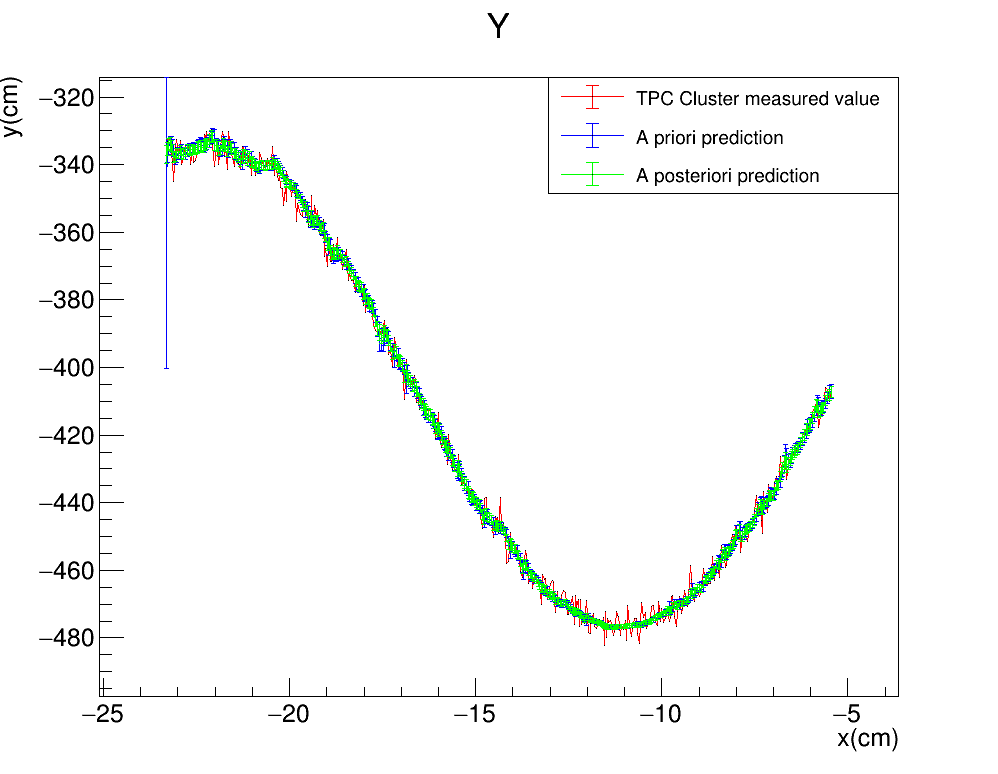 Y
y(cm)
−320
−340
−360
−380
−400
−420
−440
−460
−480
TPC Cluster measured value
A priori prediction
A posteriori prediction
−25 −20 −15 −10 −5
x(cm)